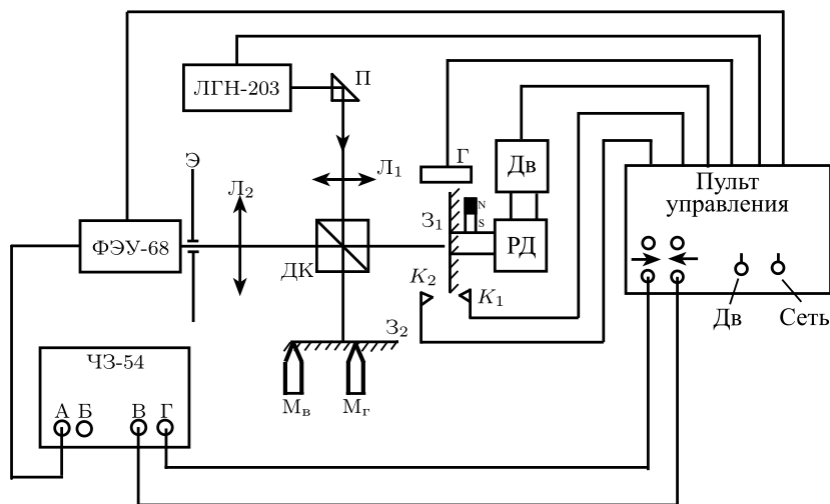 ЛГН-203
П
Э
Л₂
Л₁
Г
Дв
N
S
З₁
РД
Пульт
управления
ФЭУ-68
ДК
K₂
K₁
Дв
Сеть
З₂
ЧЗ-54
А
Б
В
Г
Мв
Мг